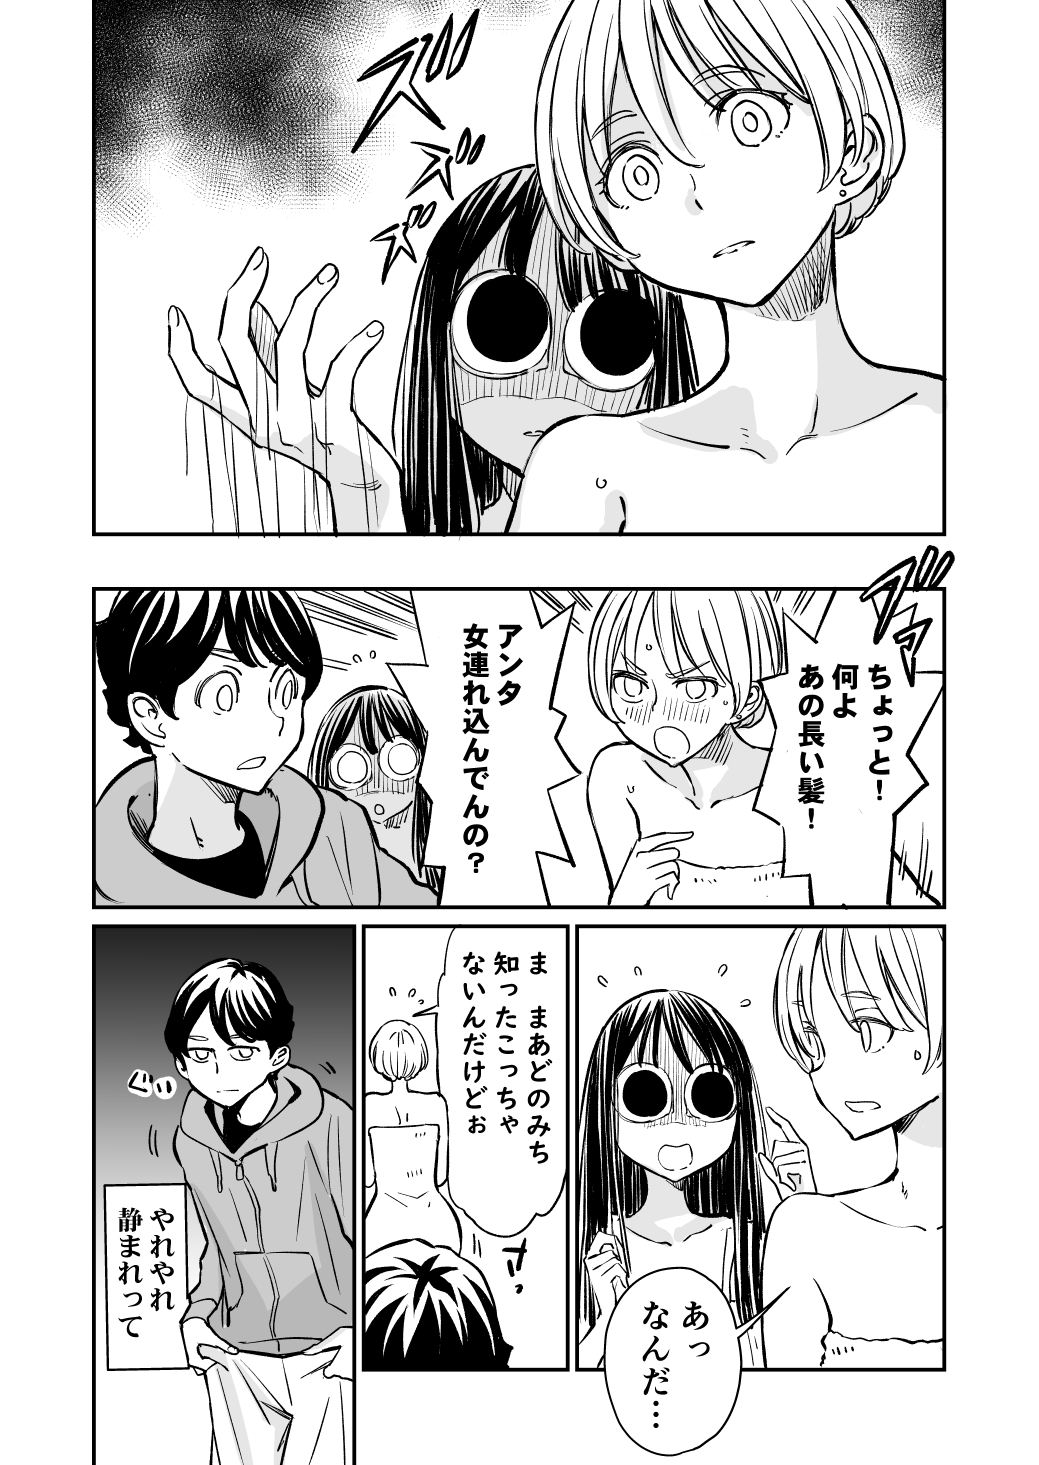 ズズズ
ズズ
ちょっと！
何よ
あの長い髪！
アンタ
女連れ込んでんの？
あっ
なんだ…
ま まあどのみち
知ったこっちゃ
ないんだけどぉ
さっ
ぐいっ
やれやれ
静まれって